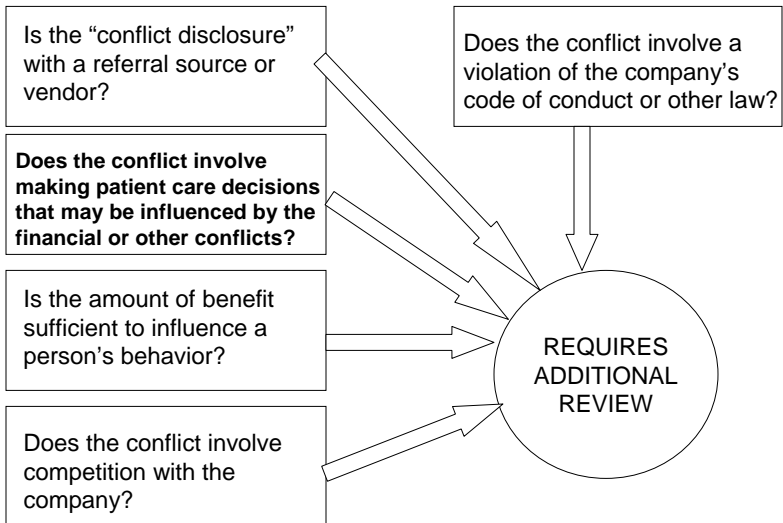 Is the “conflict disclosure”
with a referral source or
vendor?
Does the conflict involve a
violation of the company’s
code of conduct or other law?
Does the conflict involve
making patient care decisions
that may be influenced by the
financial or other conflicts?
Is the amount of benefit
sufficient to influence a
person’s behavior?
Does the conflict involve
competition with the
company?
REQUIRES
ADDITIONAL
REVIEW